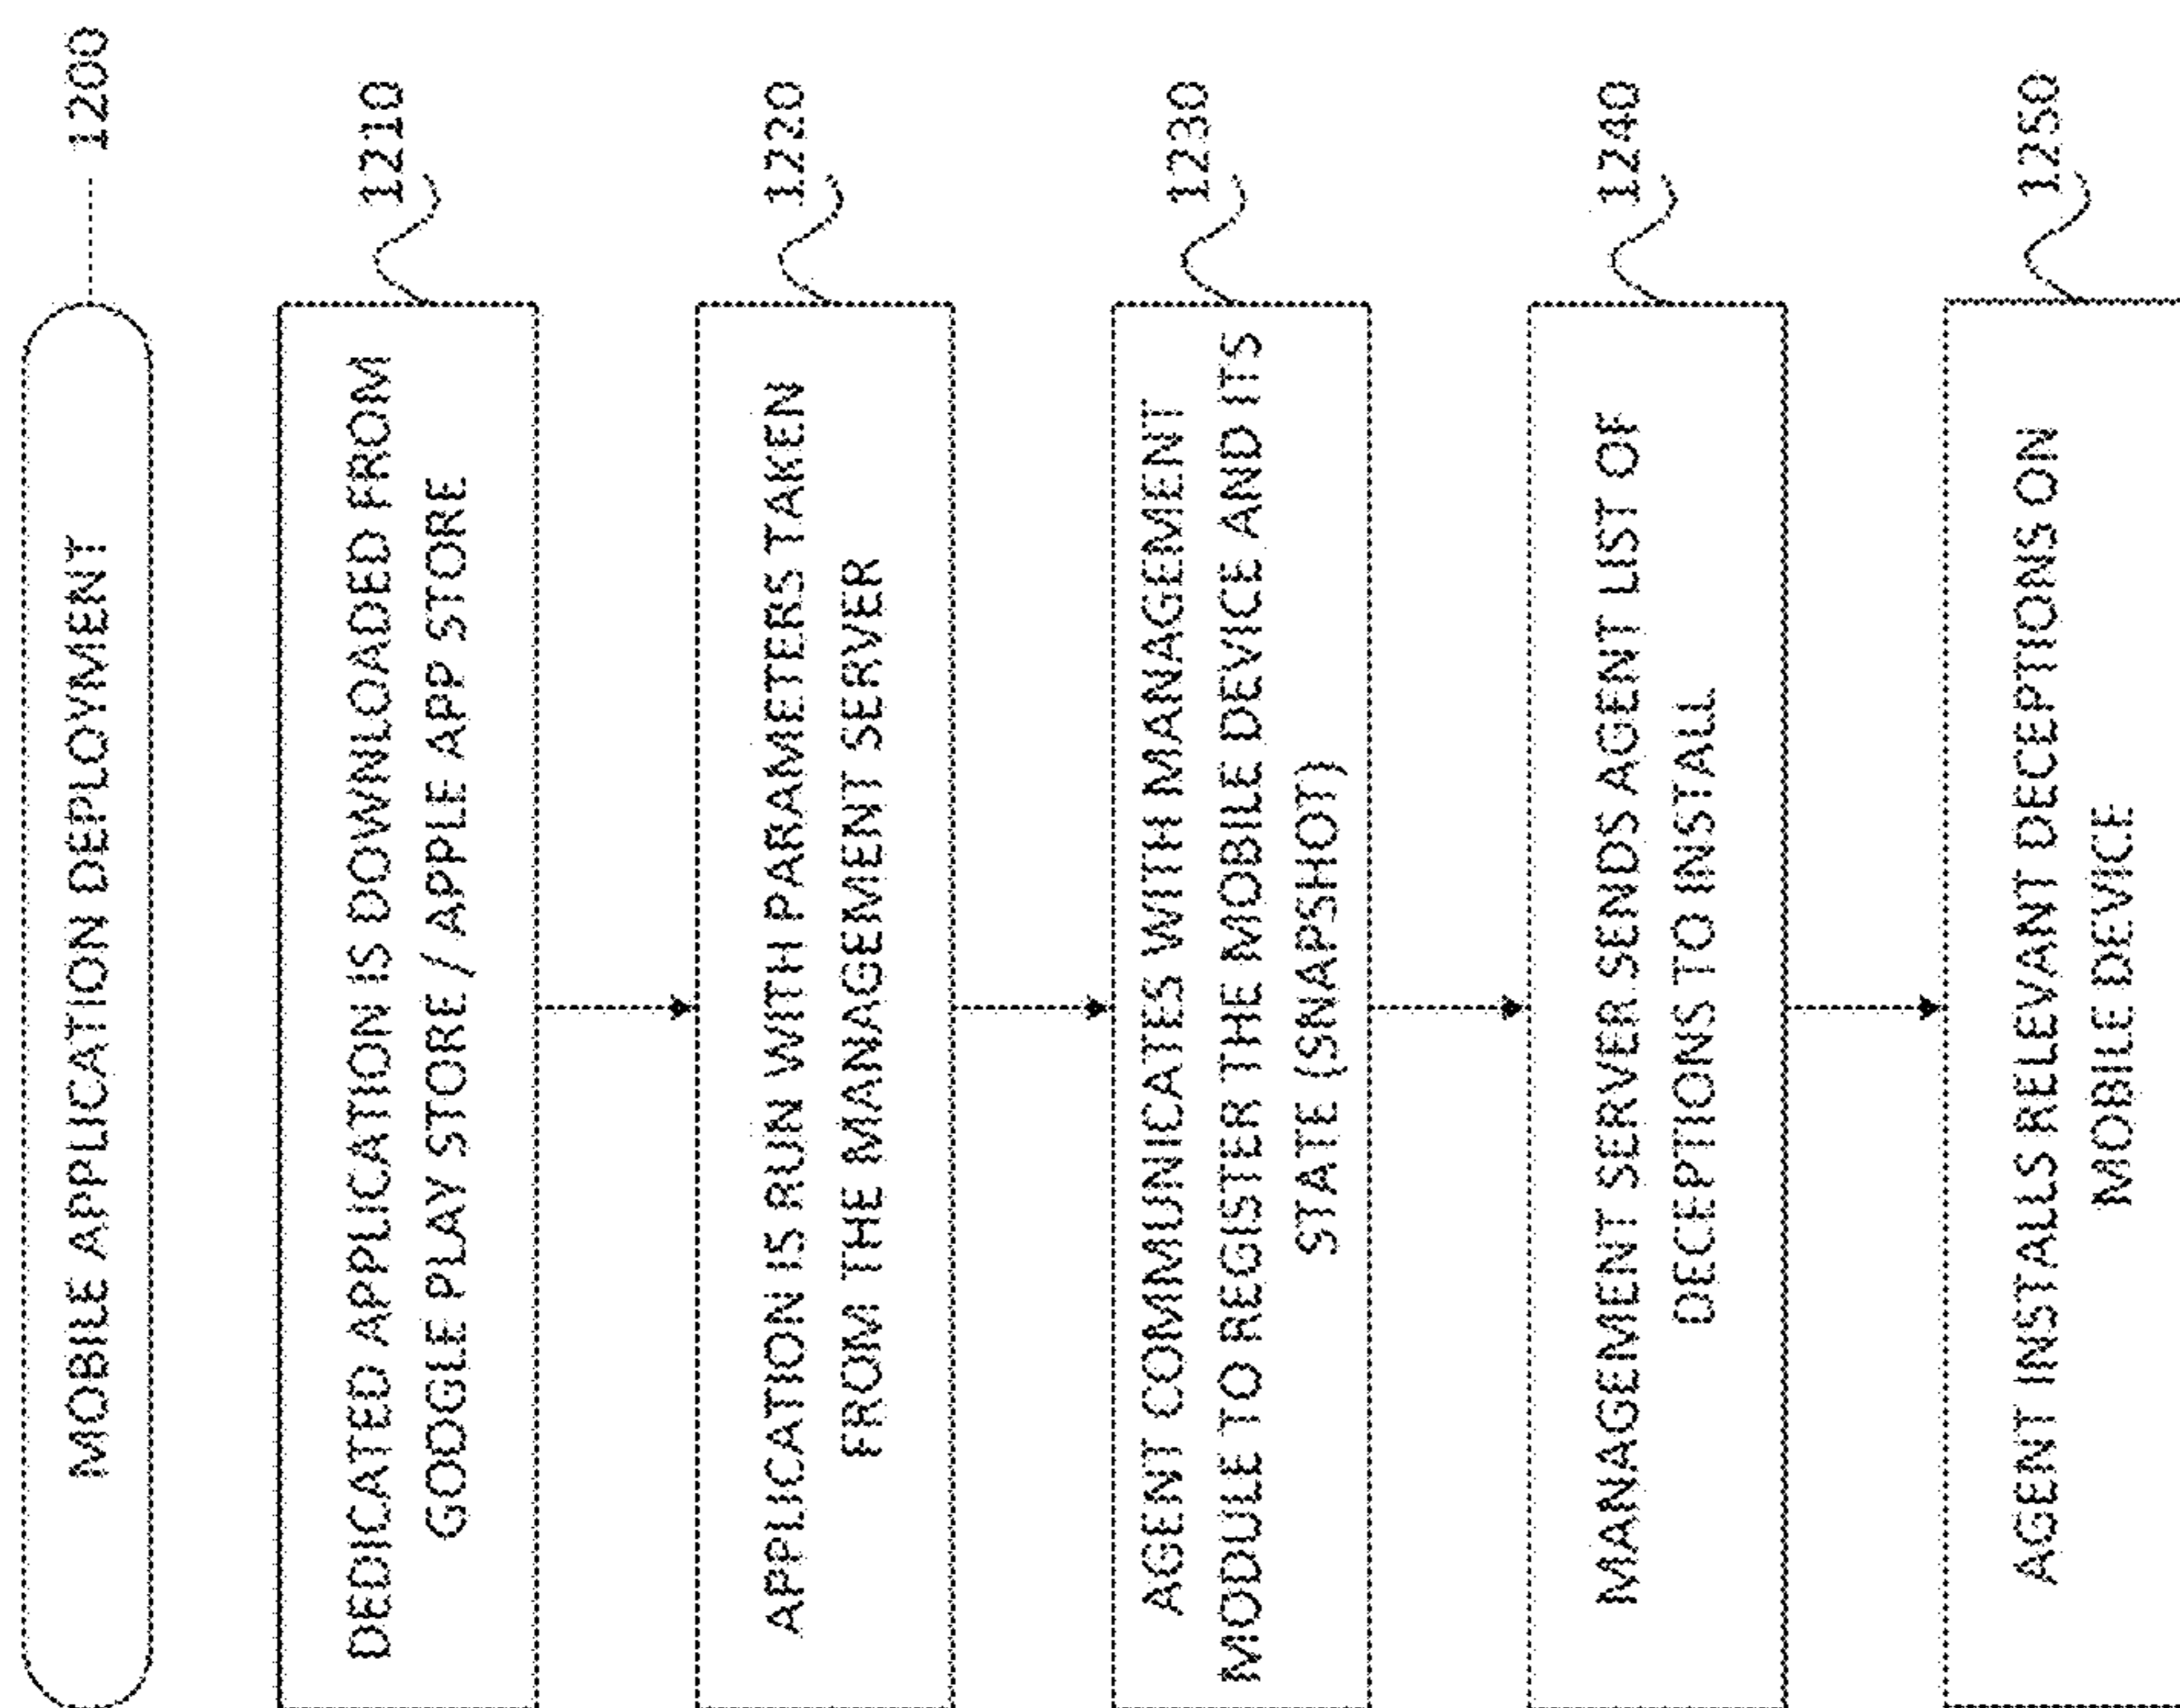 MOBILE APPLICATION DEPLOYMENT
1200
DEDICATED APPLICATION IS DOWNLOADED FROM
GOOGLE PLAY STORE / APPLE APP STORE
1210
APPLICATION IS RUN WITH PARAMETERS TAKEN
FROM THE MANAGEMENT SERVER
1220
AGENT COMMUNICATES WITH MANAGEMENT
MODULE TO REGISTER THE MOBILE DEVICE AND ITS
STATE (SNAPSHOT)
1230
MANAGEMENT SERVER SENDS AGENT LIST OF
DECEPTIONS TO INSTALL
1240
AGENT INSTALLS RELEVANT DECEPTIONS ON
MOBILE DEVICE
1250